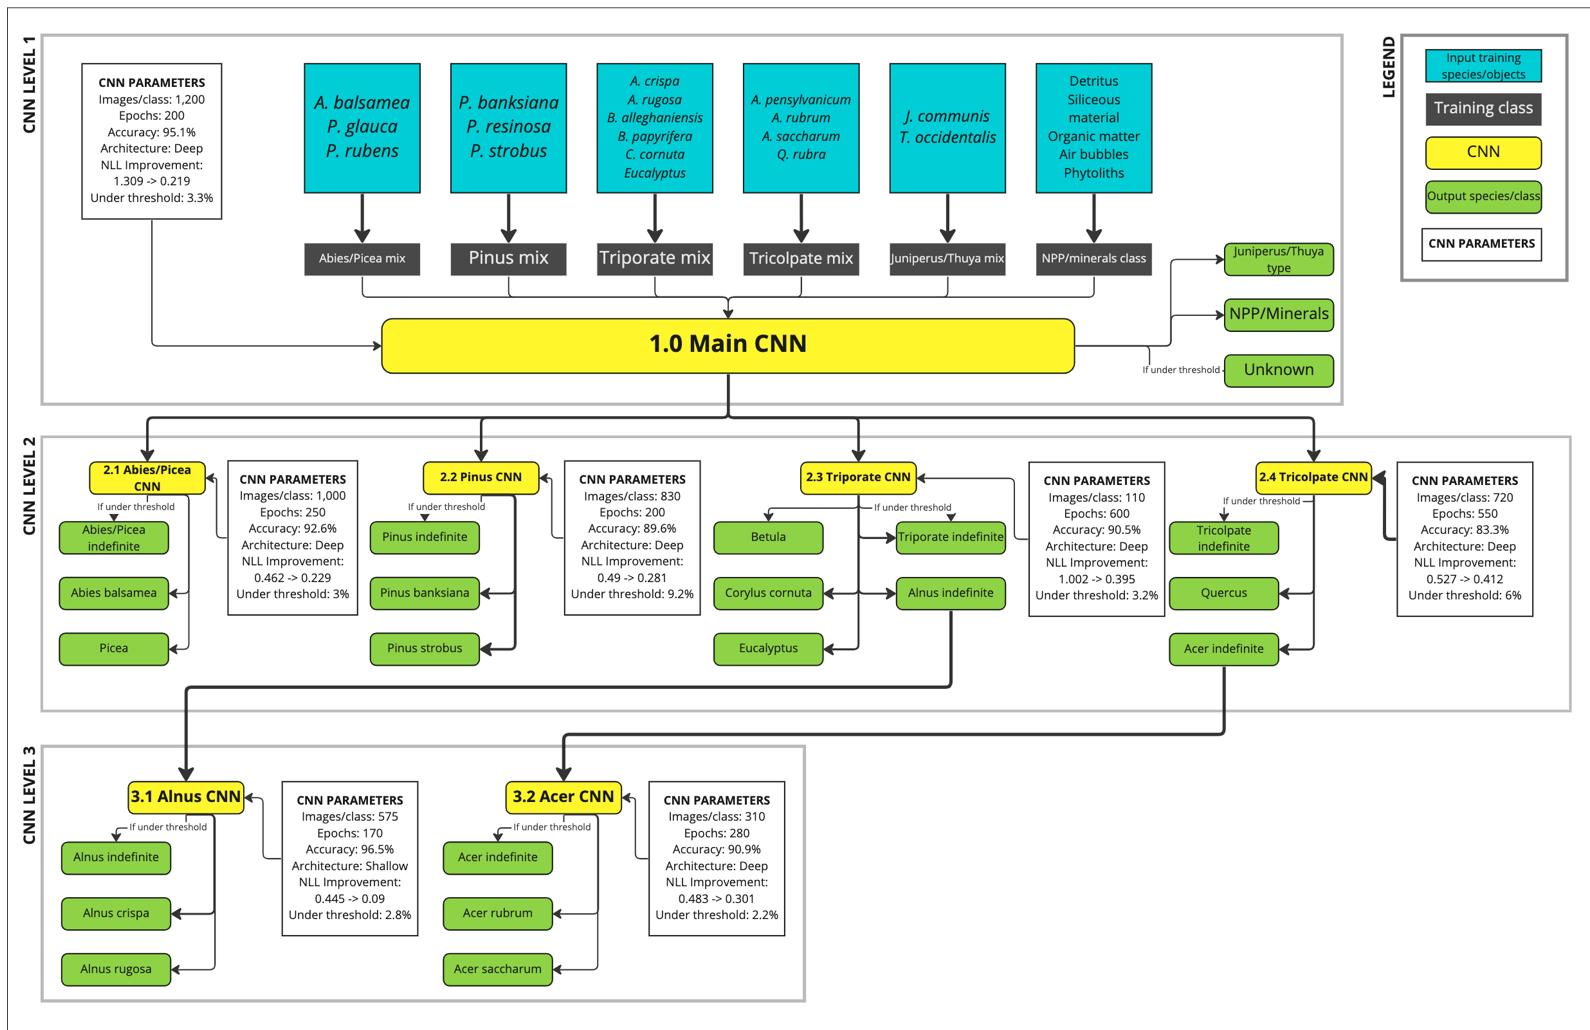 CNN LEVEL 1
CNN PARAMETERS
Images/class: 1,200
Epochs: 200
Accuracy: 95.1%
Architecture: Deep
NLL Improvement:
1.309 -> 0.219
Under threshold: 3.3%
A. balsamea
P. glauca
P. rubens
P. banksiana
P. resinosa
P. strobus
A. crispa
A. rugosa
B. alleghaniensis
B. papyrifera
C. cornuta
Eucalyptus
A. pensylvanicum
A. rubrum
A. saccharum
Q. rubra
J. communis
T. occidentalis
Detritus
Siliceous
material
Organic matter
Air bubbles
Phytoliths
Abies/Picea mix
Pinus mix
Triporate mix
Tricolpate mix
Juniperus/Thuya mix
NPP/minerals class
1.0 Main CNN
Juniperus/Thuya
type
NPP/Minerals
If under threshold
Unknown
LEGEND
Input training
species/objects
Training class
CNN
Output species/class
CNN PARAMETERS
CNN LEVEL 2
2.1 Abies/Picea
CNN
If under threshold
Abies/Picea
indefinite
Abies balsamea
Picea
CNN PARAMETERS
Images/class: 1,000
Epochs: 250
Accuracy: 92.6%
Architecture: Deep
NLL Improvement:
0.462 -> 0.229
Under threshold: 3%
2.2 Pinus CNN
If under threshold
Pinus indefinite
Pinus banksiana
Pinus strobus
CNN PARAMETERS
Images/class: 830
Epochs: 200
Accuracy: 89.6%
Architecture: Deep
NLL Improvement:
0.49 -> 0.281
Under threshold: 9.2%
2.3 Triporate CNN
If under threshold
Betula
Triporate indefinite
Corylus cornuta
Alnus indefinite
Eucalyptus
CNN PARAMETERS
Images/class: 110
Epochs: 600
Accuracy: 90.5%
Architecture: Deep
NLL Improvement:
1.002 -> 0.395
Under threshold: 3.2%
2.4 Tricolpate CNN
If under threshold
Tricolpate
indefinite
Quercus
Acer indefinite
CNN PARAMETERS
Images/class: 720
Epochs: 550
Accuracy: 83.3%
Architecture: Deep
NLL Improvement:
0.527 -> 0.412
Under threshold: 6%
CNN LEVEL 3
3.1 Alnus CNN
If under threshold
Alnus indefinite
Alnus crispa
Alnus rugosa
CNN PARAMETERS
Images/class: 575
Epochs: 170
Accuracy: 96.5%
Architecture: Shallow
NLL Improvement:
0.445 -> 0.09
Under threshold: 2.8%
3.2 Acer CNN
If under threshold
Acer indefinite
Acer rubrum
Acer saccharum
CNN PARAMETERS
Images/class: 310
Epochs: 280
Accuracy: 90.9%
Architecture: Deep
NLL Improvement:
0.483 -> 0.301
Under threshold: 2.2%